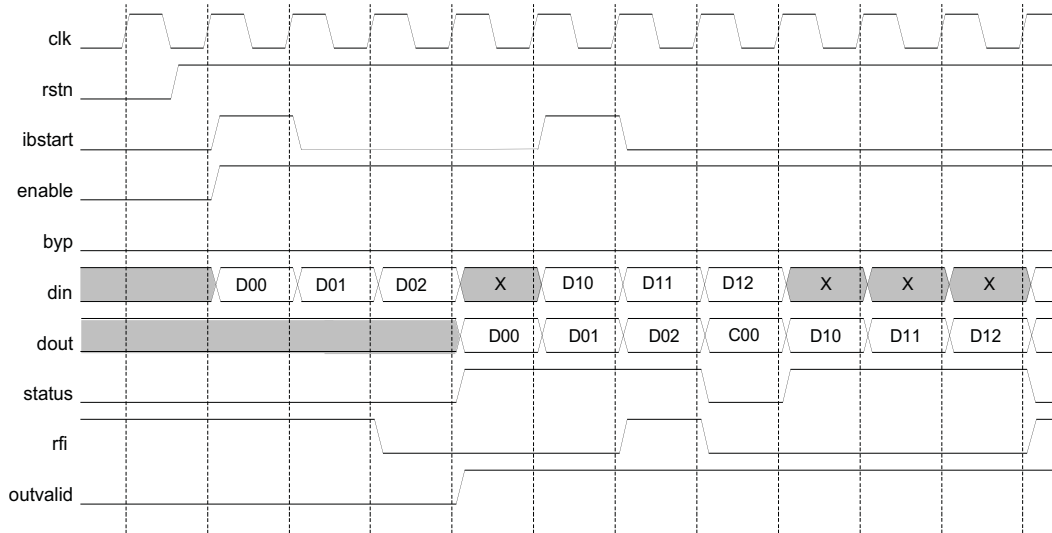 clk
rstn
ibstart
enable
byp
din D00 D01 D02 X D10 D11 D12 X X X
dout D00 D01 D02 C00 D10 D11 D12
status
rfi
outvalid